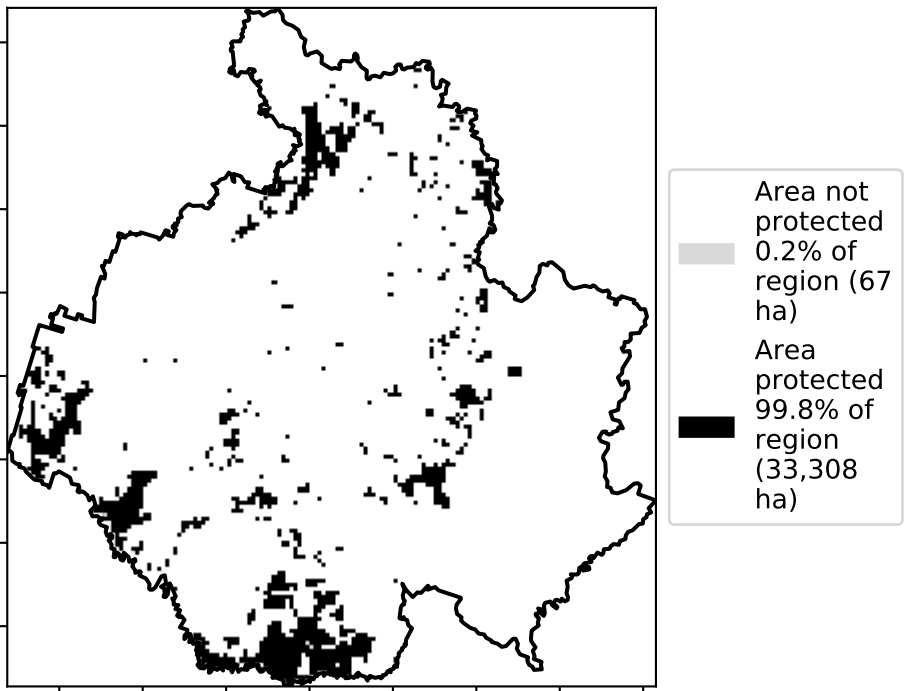 Area not
protected
0.2% of
region (67
ha)
Area
protected
99.8% of
region
(33,308
ha)